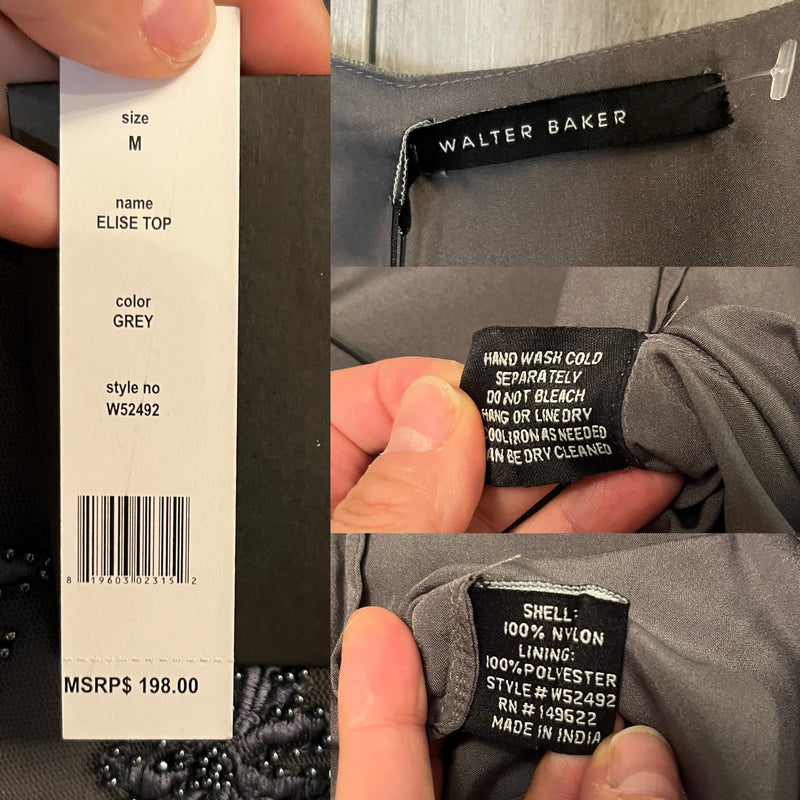 size
M
name
ELISE TOP
color
GREY
style no
W52492
8 19603 02315 2
MSRP$ 198.00
WALTER BAKER
HAND WASH COLD
SEPARATELY
DO NOT BLEACH
HANG OR LINE DRY
COOL IRON AS NEEDED
CAN BE DRY CLEANED
SHELL:
100% NYLON
LINING:
100% POLYESTER
STYLE# W52492
RN # 149622
MADE IN INDIA